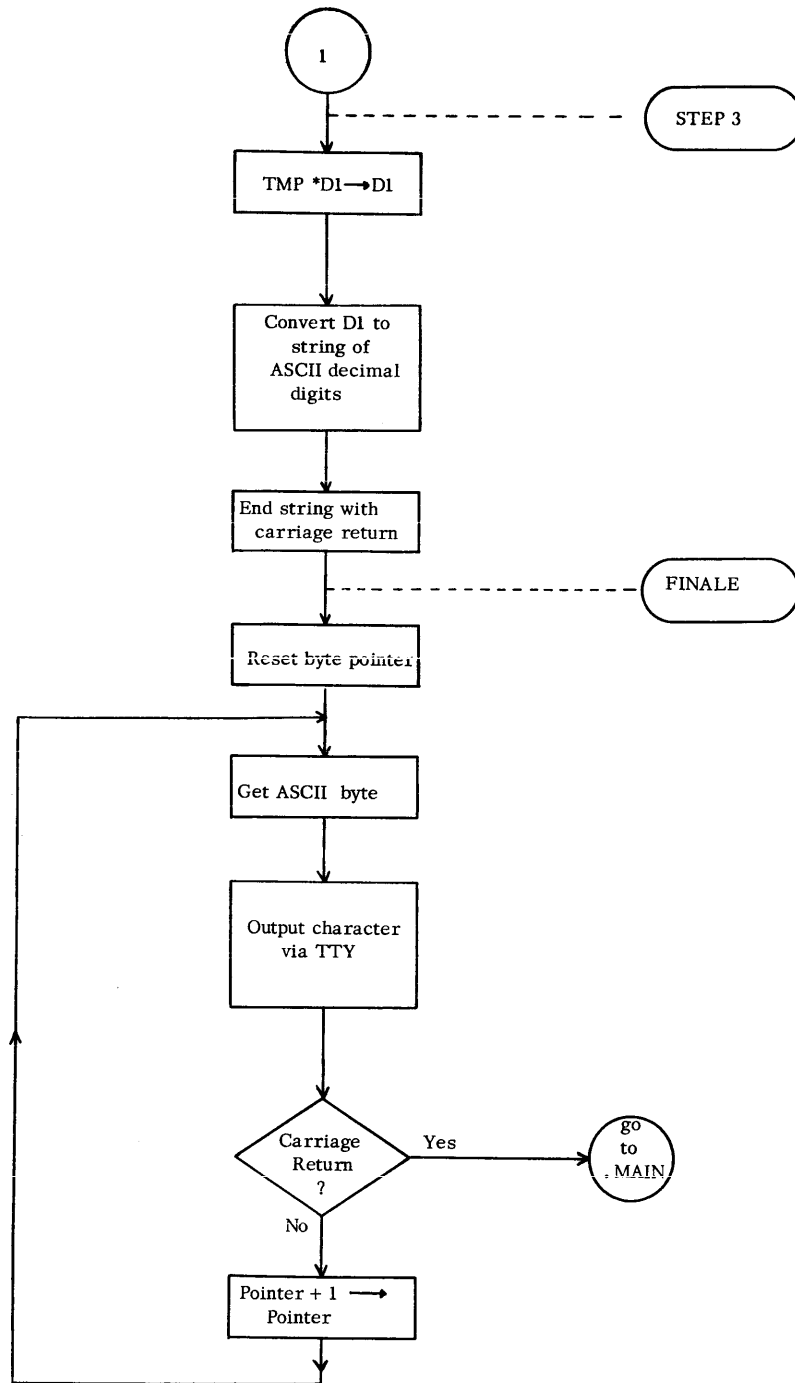 1
STEP 3
TMP *D1→D1
Convert D1 to
string of
ASCII decimal
digits
End string with
carriage return
FINALE
Reset byte pointer
Get ASCII byte
Output character
via TTY
Carriage
Return
?
Yes
go
to
.MAIN
No
Pointer + 1 →
Pointer